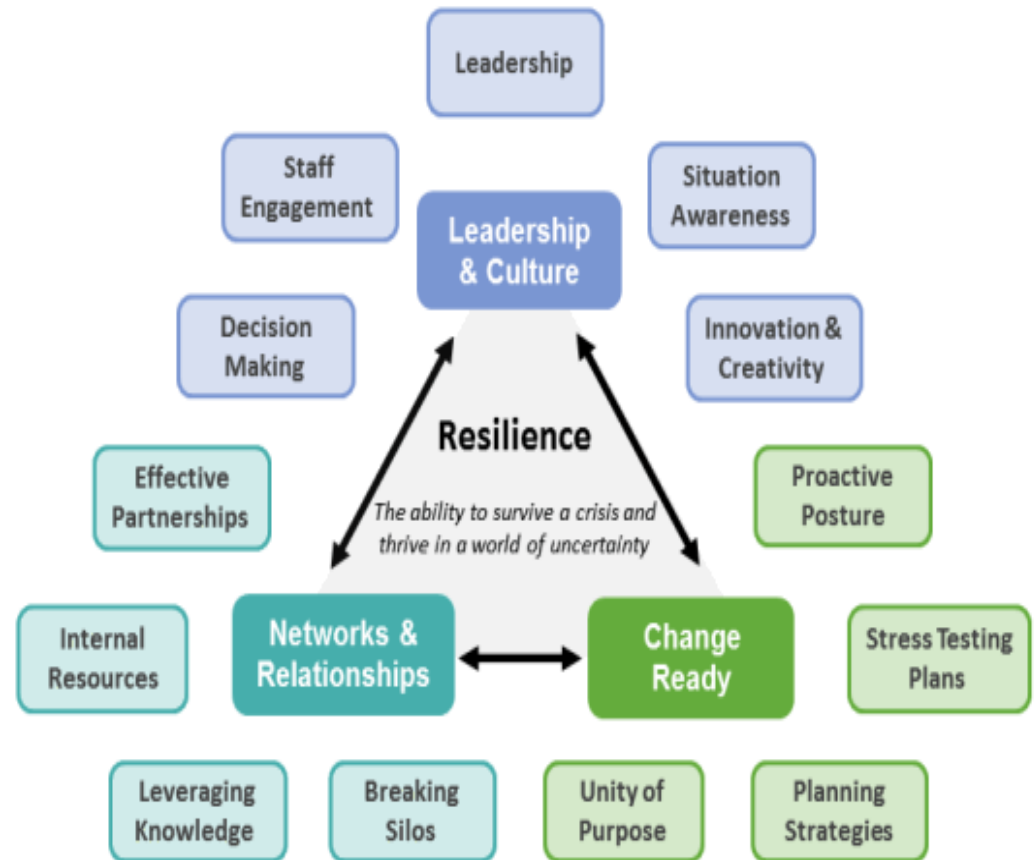 Leadership
Staff
Engagement
Situation
Awareness
Leadership
& Culture
Decision
Making
Innovation &
Creativity
Resilience
The ability to survive a crisis and
thrive in a world of uncertainty
Effective
Partnerships
Proactive
Posture
Internal
Resources
Networks &
Relationships
Change
Ready
Stress Testing
Plans
Leveraging
Knowledge
Breaking
Silos
Unity of
Purpose
Planning
Strategies